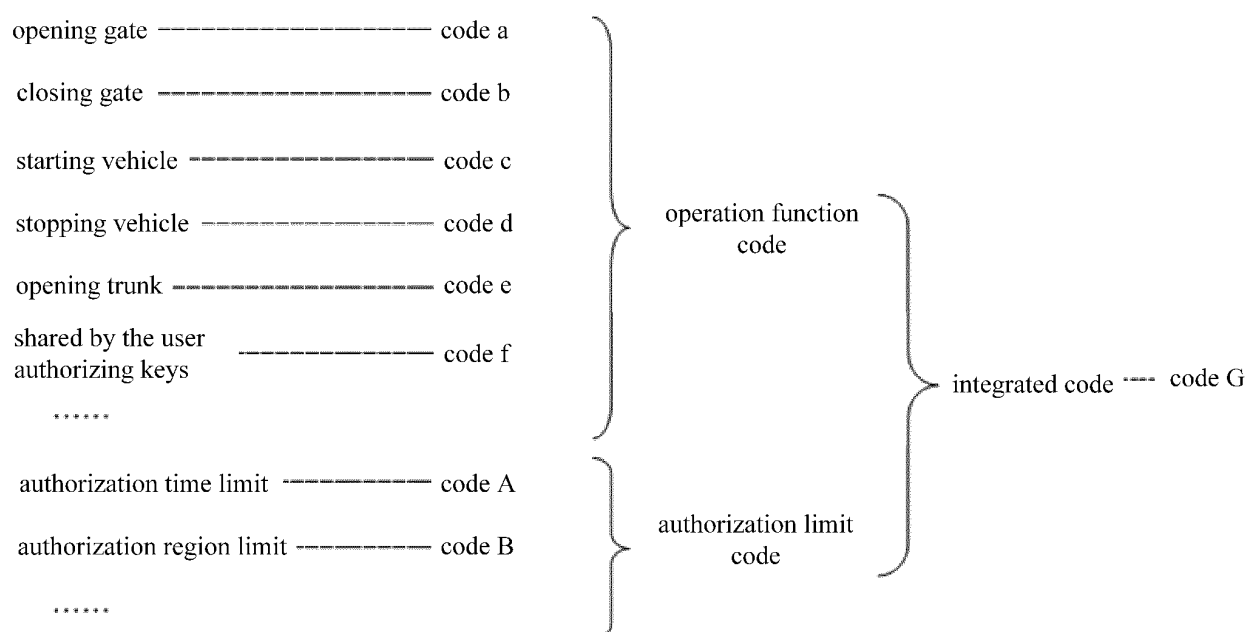 opening gate code a
closing gate code b
starting vehicle code c
stopping vehicle code d
operation function
code
opening trunk code e
shared by the user
authorizing keys
code f
integrated code code G
......
authorization time limit code A
authorization limit
code
authorization region limit code B
......